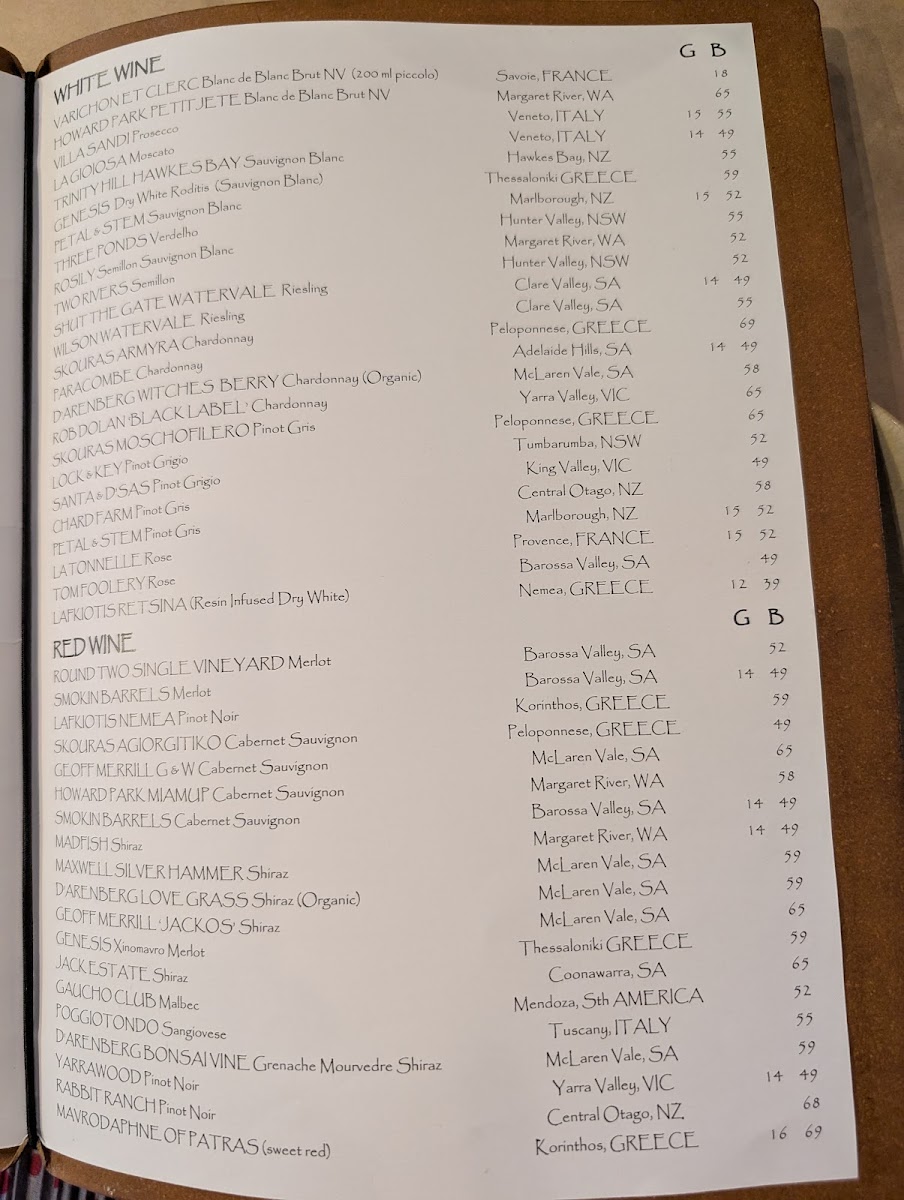 WHITE WINE G B
VARICHON ET CLERC Blanc de Blanc Brut NV (200 ml piccolo) Savoie, FRANCE 18
HOWARD PARK PETIT JETE Blanc de Blanc Brut NV Margaret River, WA 65
VILLA SANDI Prosecco Veneto, ITALY 15 55
LA GIOIOSA Moscato Veneto, ITALY 14 49
TRINITY HILL HAWKES BAY Sauvignon Blanc Hawkes Bay, NZ 55
GENESIS Dry White Roditis (Sauvignon Blanc) Thessaloniki GREECE 59
PETAL & STEM Sauvignon Blanc Marlborough, NZ 15 52
THREE PONDS Verdelho Hunter Valley, NSW 55
ROSILY Semillon Sauvignon Blanc Margaret River, WA 52
TWO RIVERS Semillon Hunter Valley, NSW 52
SHUT THE GATE WATERVALE Riesling Clare Valley, SA 14 49
WILSON WATERVALE Riesling Clare Valley, SA 55
SKOURAS ARMYRA Chardonnay Peloponnese, GREECE 69
PARACOMBE Chardonnay Adelaide Hills, SA 14 49
D'ARENBERG WITCHES BERRY Chardonnay (Organic) McLaren Vale, SA 58
ROB DOLAN 'BLACK LABEL' Chardonnay Yarra Valley, VIC 65
SKOURAS MOSCHOFILERO Pinot Gris Peloponnese, GREECE 65
LOCK & KEY Pinot Grigio Tumbarumba, NSW 52
SANTA & D'SAS Pinot Grigio King Valley, VIC 49
CHARD FARM Pinot Gris Central Otago, NZ 58
PETAL & STEM Pinot Gris Marlborough, NZ 15 52
LA TONNELLE Rose Provence, FRANCE 15 52
TOM FOOLERY Rose Barossa Valley, SA 49
LAFKIOTIS RETSINA (Resin Infused Dry White) Nemea, GREECE 12 39
RED WINE G B
ROUND TWO SINGLE VINEYARD Merlot Barossa Valley, SA 52
SMOKIN BARRELS Merlot Barossa Valley, SA 14 49
LAFKIOTIS NEMEA Pinot Noir Korinthos, GREECE 59
SKOURAS AGIORGITIKO Cabernet Sauvignon Peloponnese, GREECE 49
GEOFF MERRILL G & W Cabernet Sauvignon McLaren Vale, SA 65
HOWARD PARK MIAMUP Cabernet Sauvignon Margaret River, WA 58
SMOKIN BARRELS Cabernet Sauvignon Barossa Valley, SA 14 49
MADFISH Shiraz Margaret River, WA 14 49
MAXWELL SILVER HAMMER Shiraz McLaren Vale, SA 59
D'ARENBERG LOVE GRASS Shiraz (Organic) McLaren Vale, SA 59
GEOFF MERRILL 'JACKOS' Shiraz McLaren Vale, SA 65
GENESIS Xinomavro Merlot Thessaloniki GREECE 59
JACK ESTATE Shiraz Coonawarra, SA 65
GAUCHO CLUB Malbec Mendoza, Sth AMERICA 52
POGGIOTONDO Sangiovese Tuscany, ITALY 55
D'ARENBERG BONSAI VINE Grenache Mourvedre Shiraz McLaren Vale, SA 59
YARRAWOOD Pinot Noir Yarra Valley, VIC 14 49
RABBIT RANCH Pinot Noir Central Otago, NZ 68
MAVRODAPHNE OF PATRAS (sweet red) Korinthos, GREECE 16 69